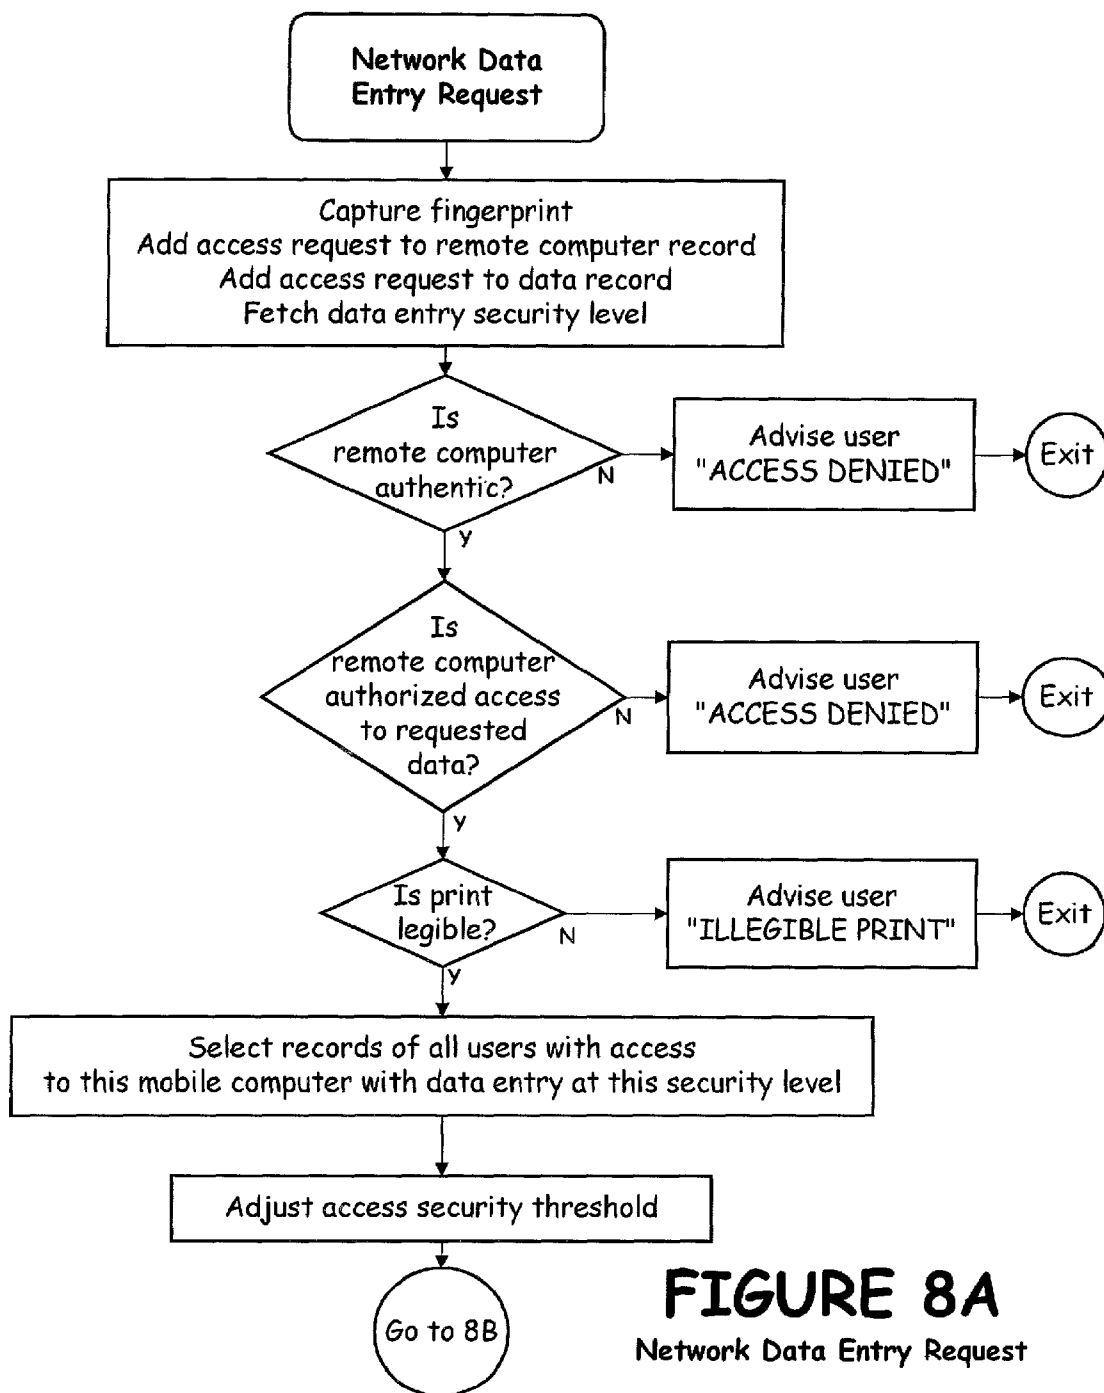 Network Data
Entry Request
Capture fingerprint
Add access request to remote computer record
Add access request to data record
Fetch data entry security level
Is
remote computer
authentic?
N
Advise user
"ACCESS DENIED"
Exit
y
Is
remote computer
authorized access
to requested
data?
N
Advise user
"ACCESS DENIED"
Exit
y
Is print
legible?
N
Advise user
"ILLEGIBLE PRINT"
Exit
y
Select records of all users with access
to this mobile computer with data entry at this security level
Adjust access security threshold
Go to 8B
FIGURE 8A
Network Data Entry Request